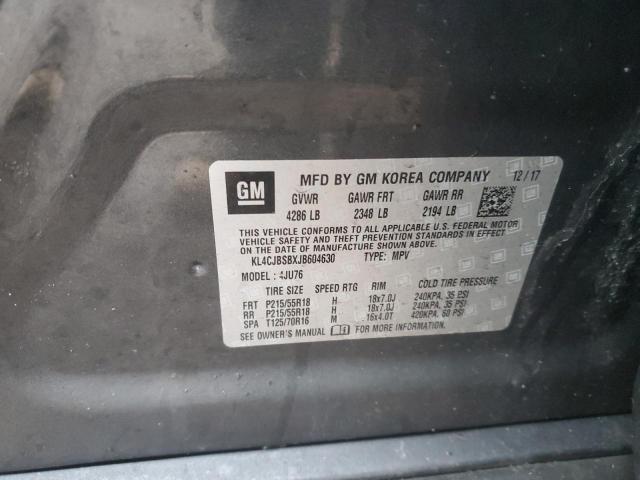 GM
MFD BY GM KOREA COMPANY 12/17
GVWR GAWR FRT GAWR RR
4286 LB 2348 LB 2194 LB
THIS VEHICLE CONFORMS TO ALL APPLICABLE U.S. FEDERAL MOTOR
VEHICLE SAFETY, BUMPER, AND THEFT PREVENTION STANDARDS IN EFFECT
ON THE DATE OF MANUFACTURE SHOWN ABOVE.
KL4CJBSBXJB604630 TYPE: MPV
MODEL: 4JU76
TIRE SIZE SPEED RTG RIM COLD TIRE PRESSURE
FRT P215/55R18 H 18x7.0J 240KPA, 35 PSI
RR P215/55R18 H 18x7.0J 240KPA, 35 PSI
SPA T125/70R16 M 16x4.0T 420KPA, 60 PSI
SEE OWNER'S MANUAL FOR MORE INFORMATION.